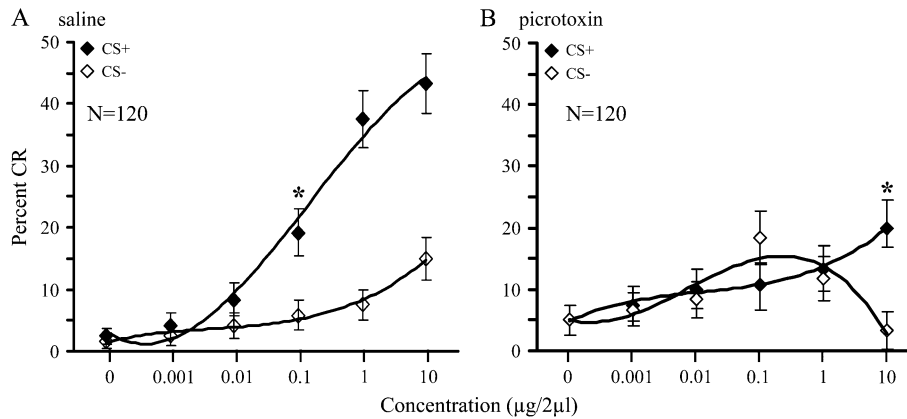 A saline
50
40
30
20
10
0
CS+
CS-
N=120
*
Percent CR
0 0.001 0.01 0.1 1 10
B picrotoxin
50
40
30
20
10
0
CS+
CS-
N=120
*
0 0.001 0.01 0.1 1 10
Concentration (µg/2µl)